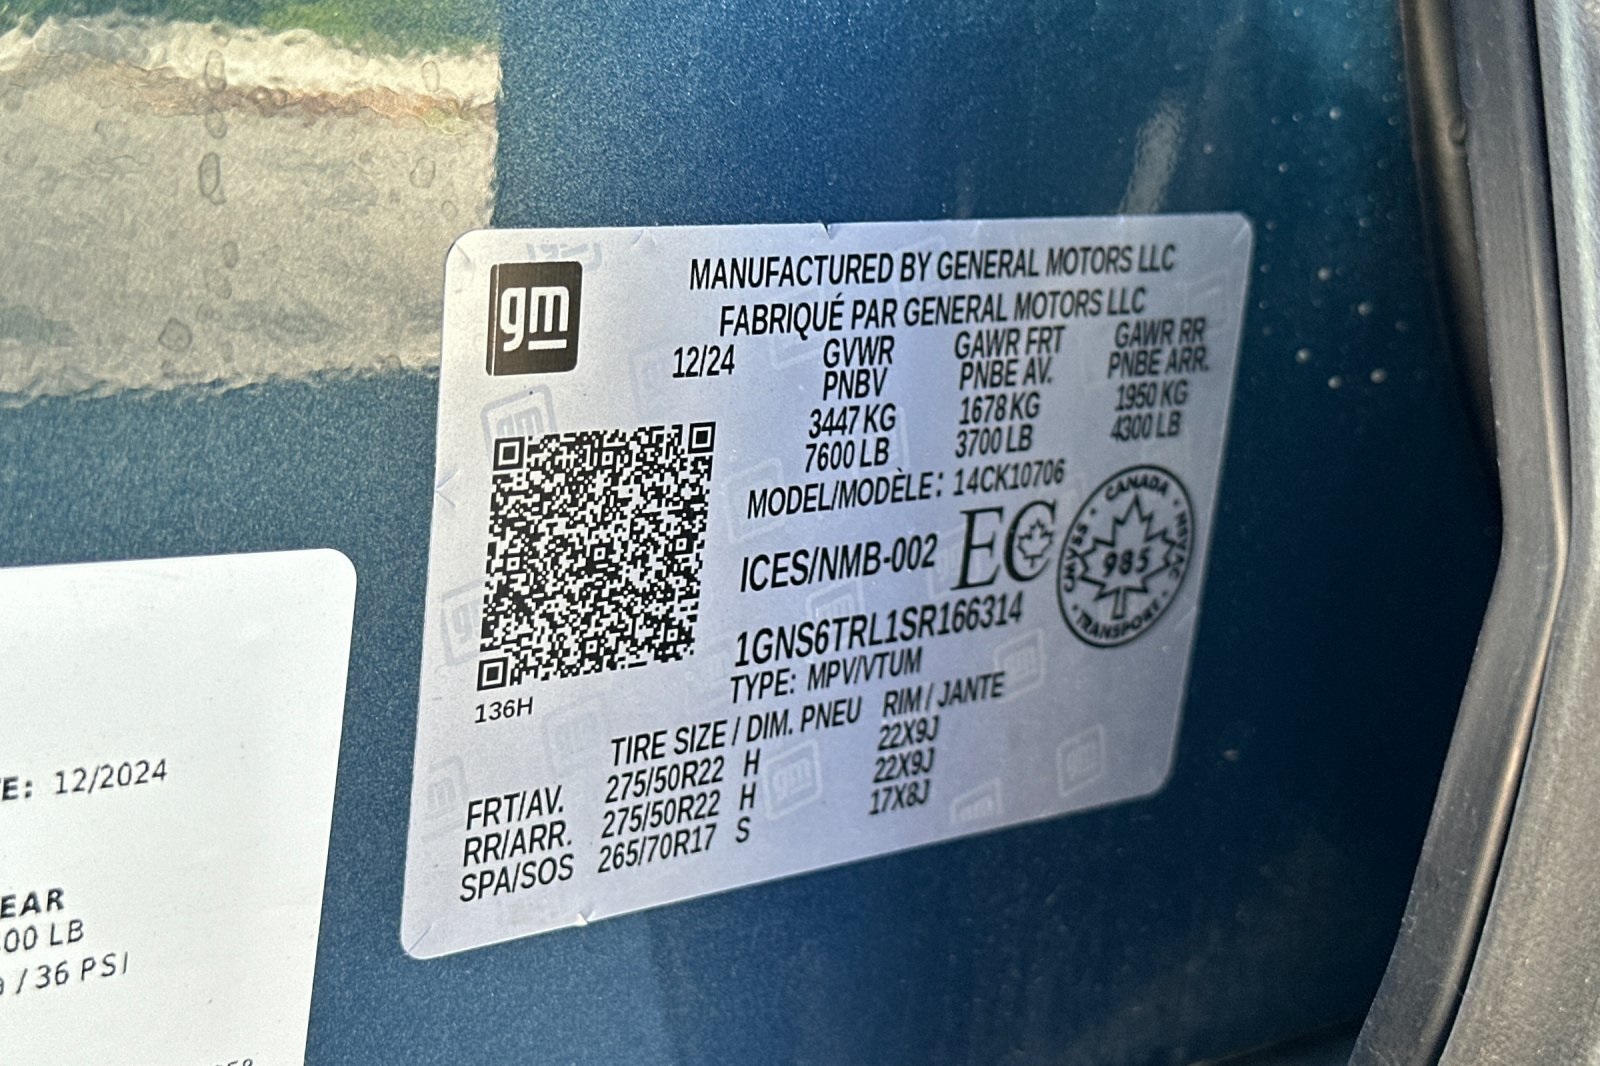 gm
MANUFACTURED BY GENERAL MOTORS LLC
FABRIQUÉ PAR GENERAL MOTORS LLC
12/24 GVWR GAWR FRT GAWR RR
PNBV PNBE AV. PNBE ARR.
3447 KG 1678 KG 1950 KG
7600 LB 3700 LB 4300 LB
MODEL/MODÈLE: 14CK10706
ICES/NMB-002 EC
CANADA
CMVSS 985 NSVAC
TRANSPORT
1GNS6TRL1SR166314
TYPE: MPV/VTUM
136H
TIRE SIZE / DIM. PNEU RIM / JANTE
FRT/AV. 275/50R22 H 22X9J
RR/ARR. 275/50R22 H 22X9J
SPA/SOS 265/70R17 S 17X8J
E: 12/2024
EAR
00 LB
/ 36 PSI